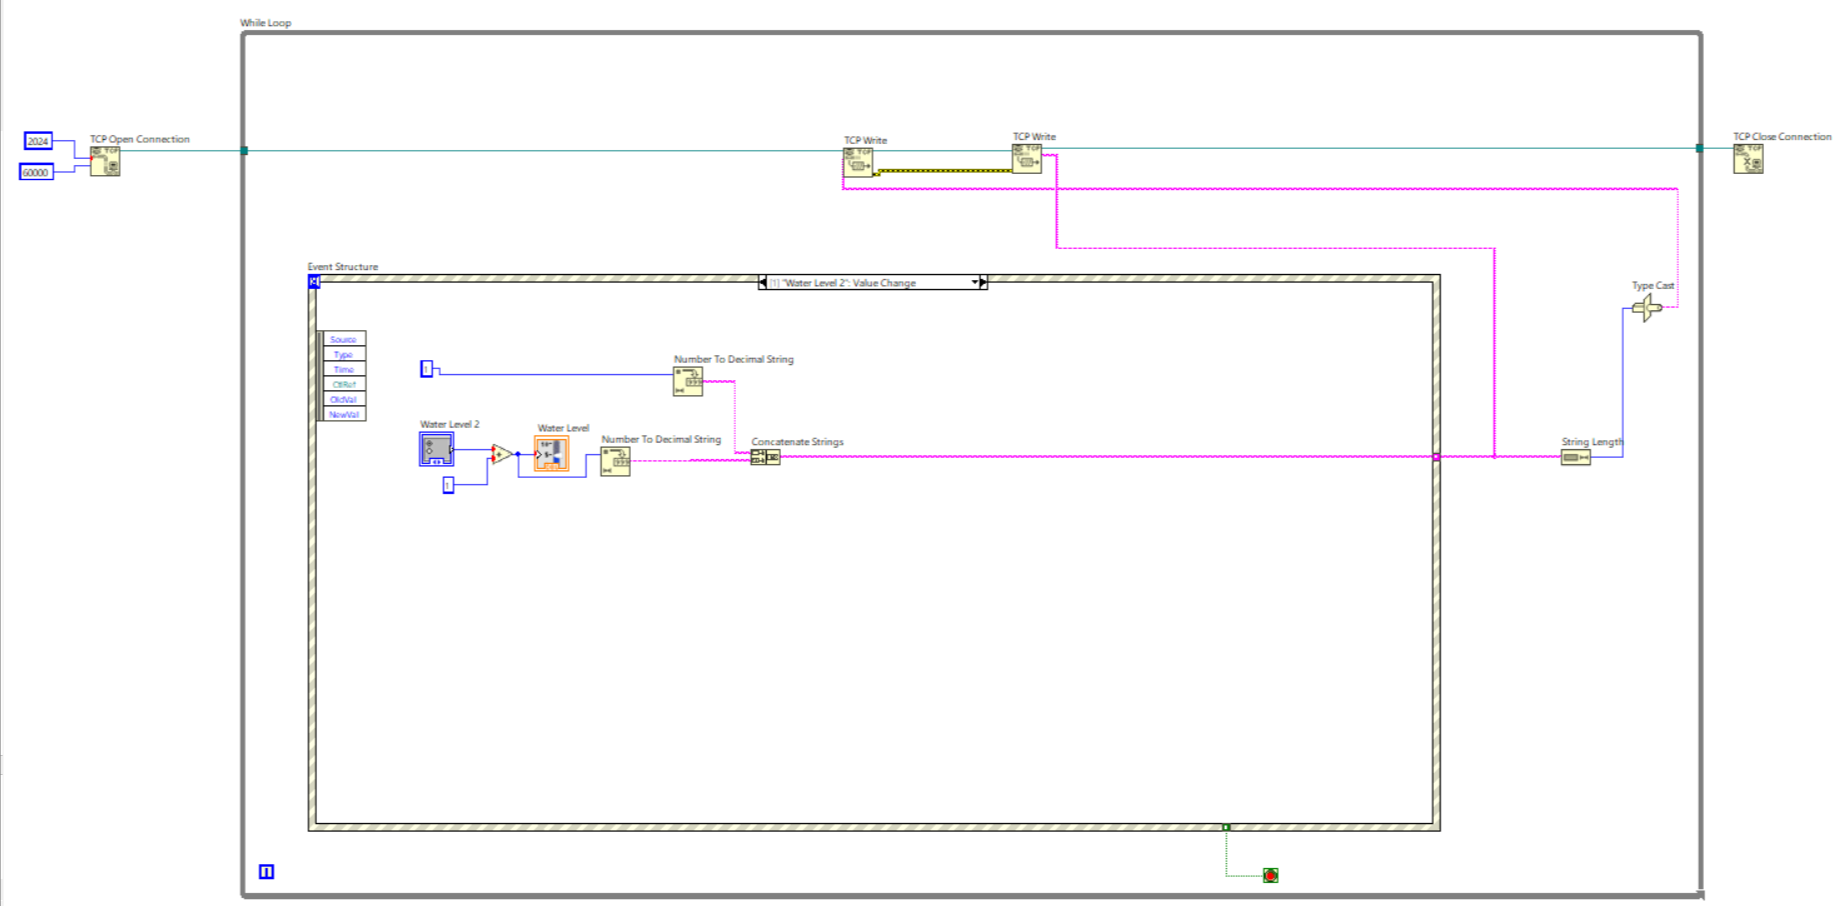 While Loop
2024
60000
TCP Open Connection
TCP Write
TCP Write
TCP Close Connection
Event Structure
[1] "Water Level 2": Value Change
Type Cast
Source
Type
Time
CtlRef
OldVal
NewVal
1
Number To Decimal String
Water Level 2
Water Level
Number To Decimal String
Concatenate Strings
String Length
1
i